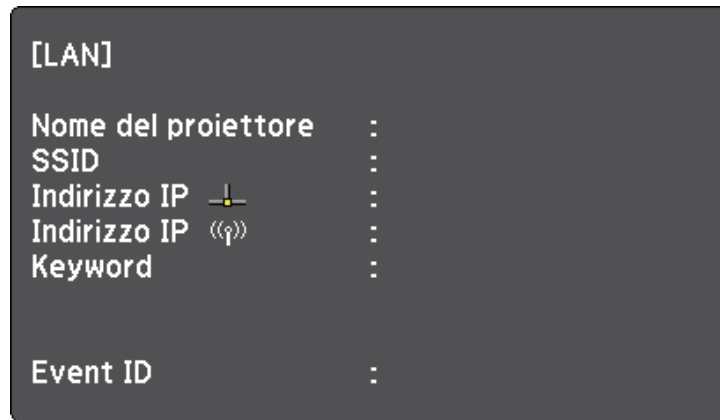 [LAN]
Nome del proiettore :
SSID :
Indirizzo IP :
Indirizzo IP :
Keyword :
Event ID :